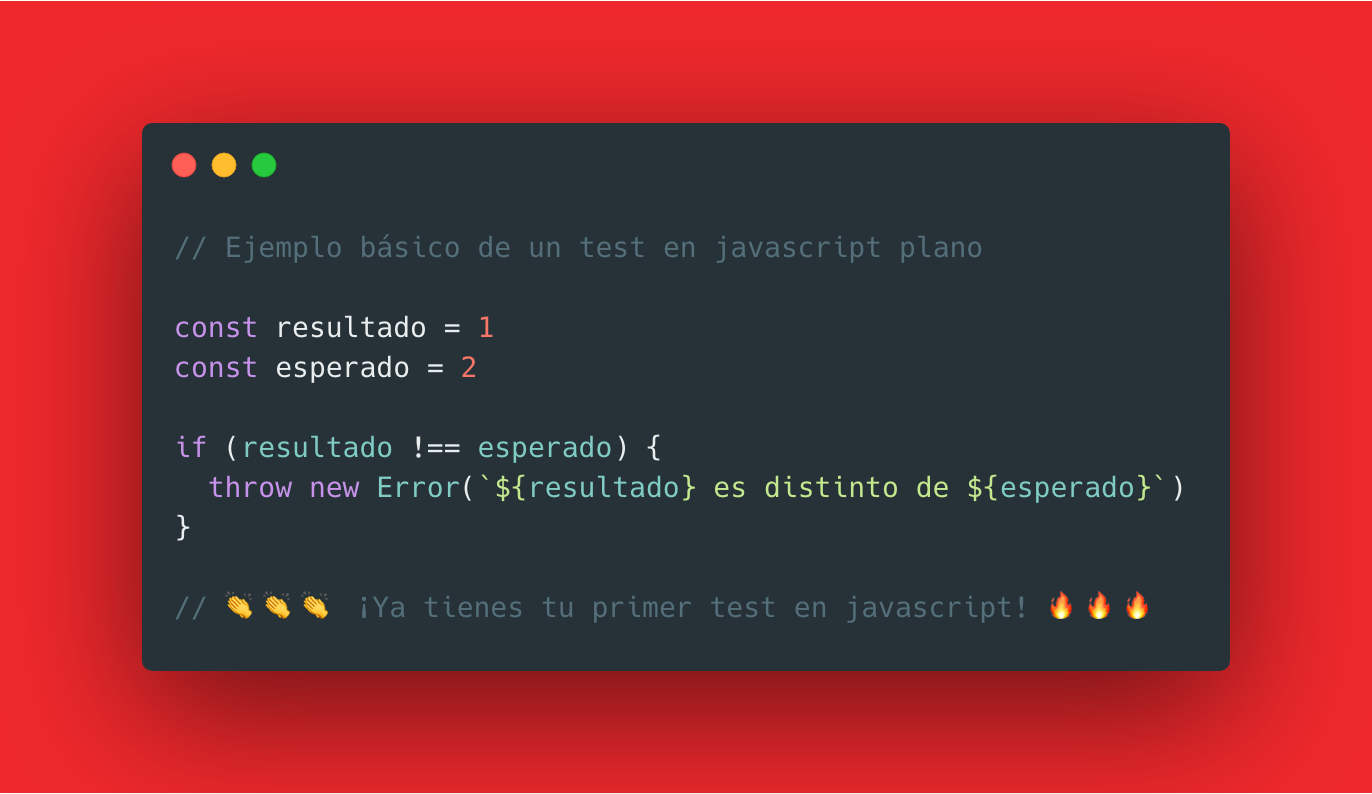 // Ejemplo básico de un test en javascript plano
const resultado = 1
const esperado = 2
if (resultado !== esperado) {
  throw new Error(`${resultado} es distinto de ${esperado}`)
}
// 👏👏👏 ¡Ya tienes tu primer test en javascript! 🔥🔥🔥